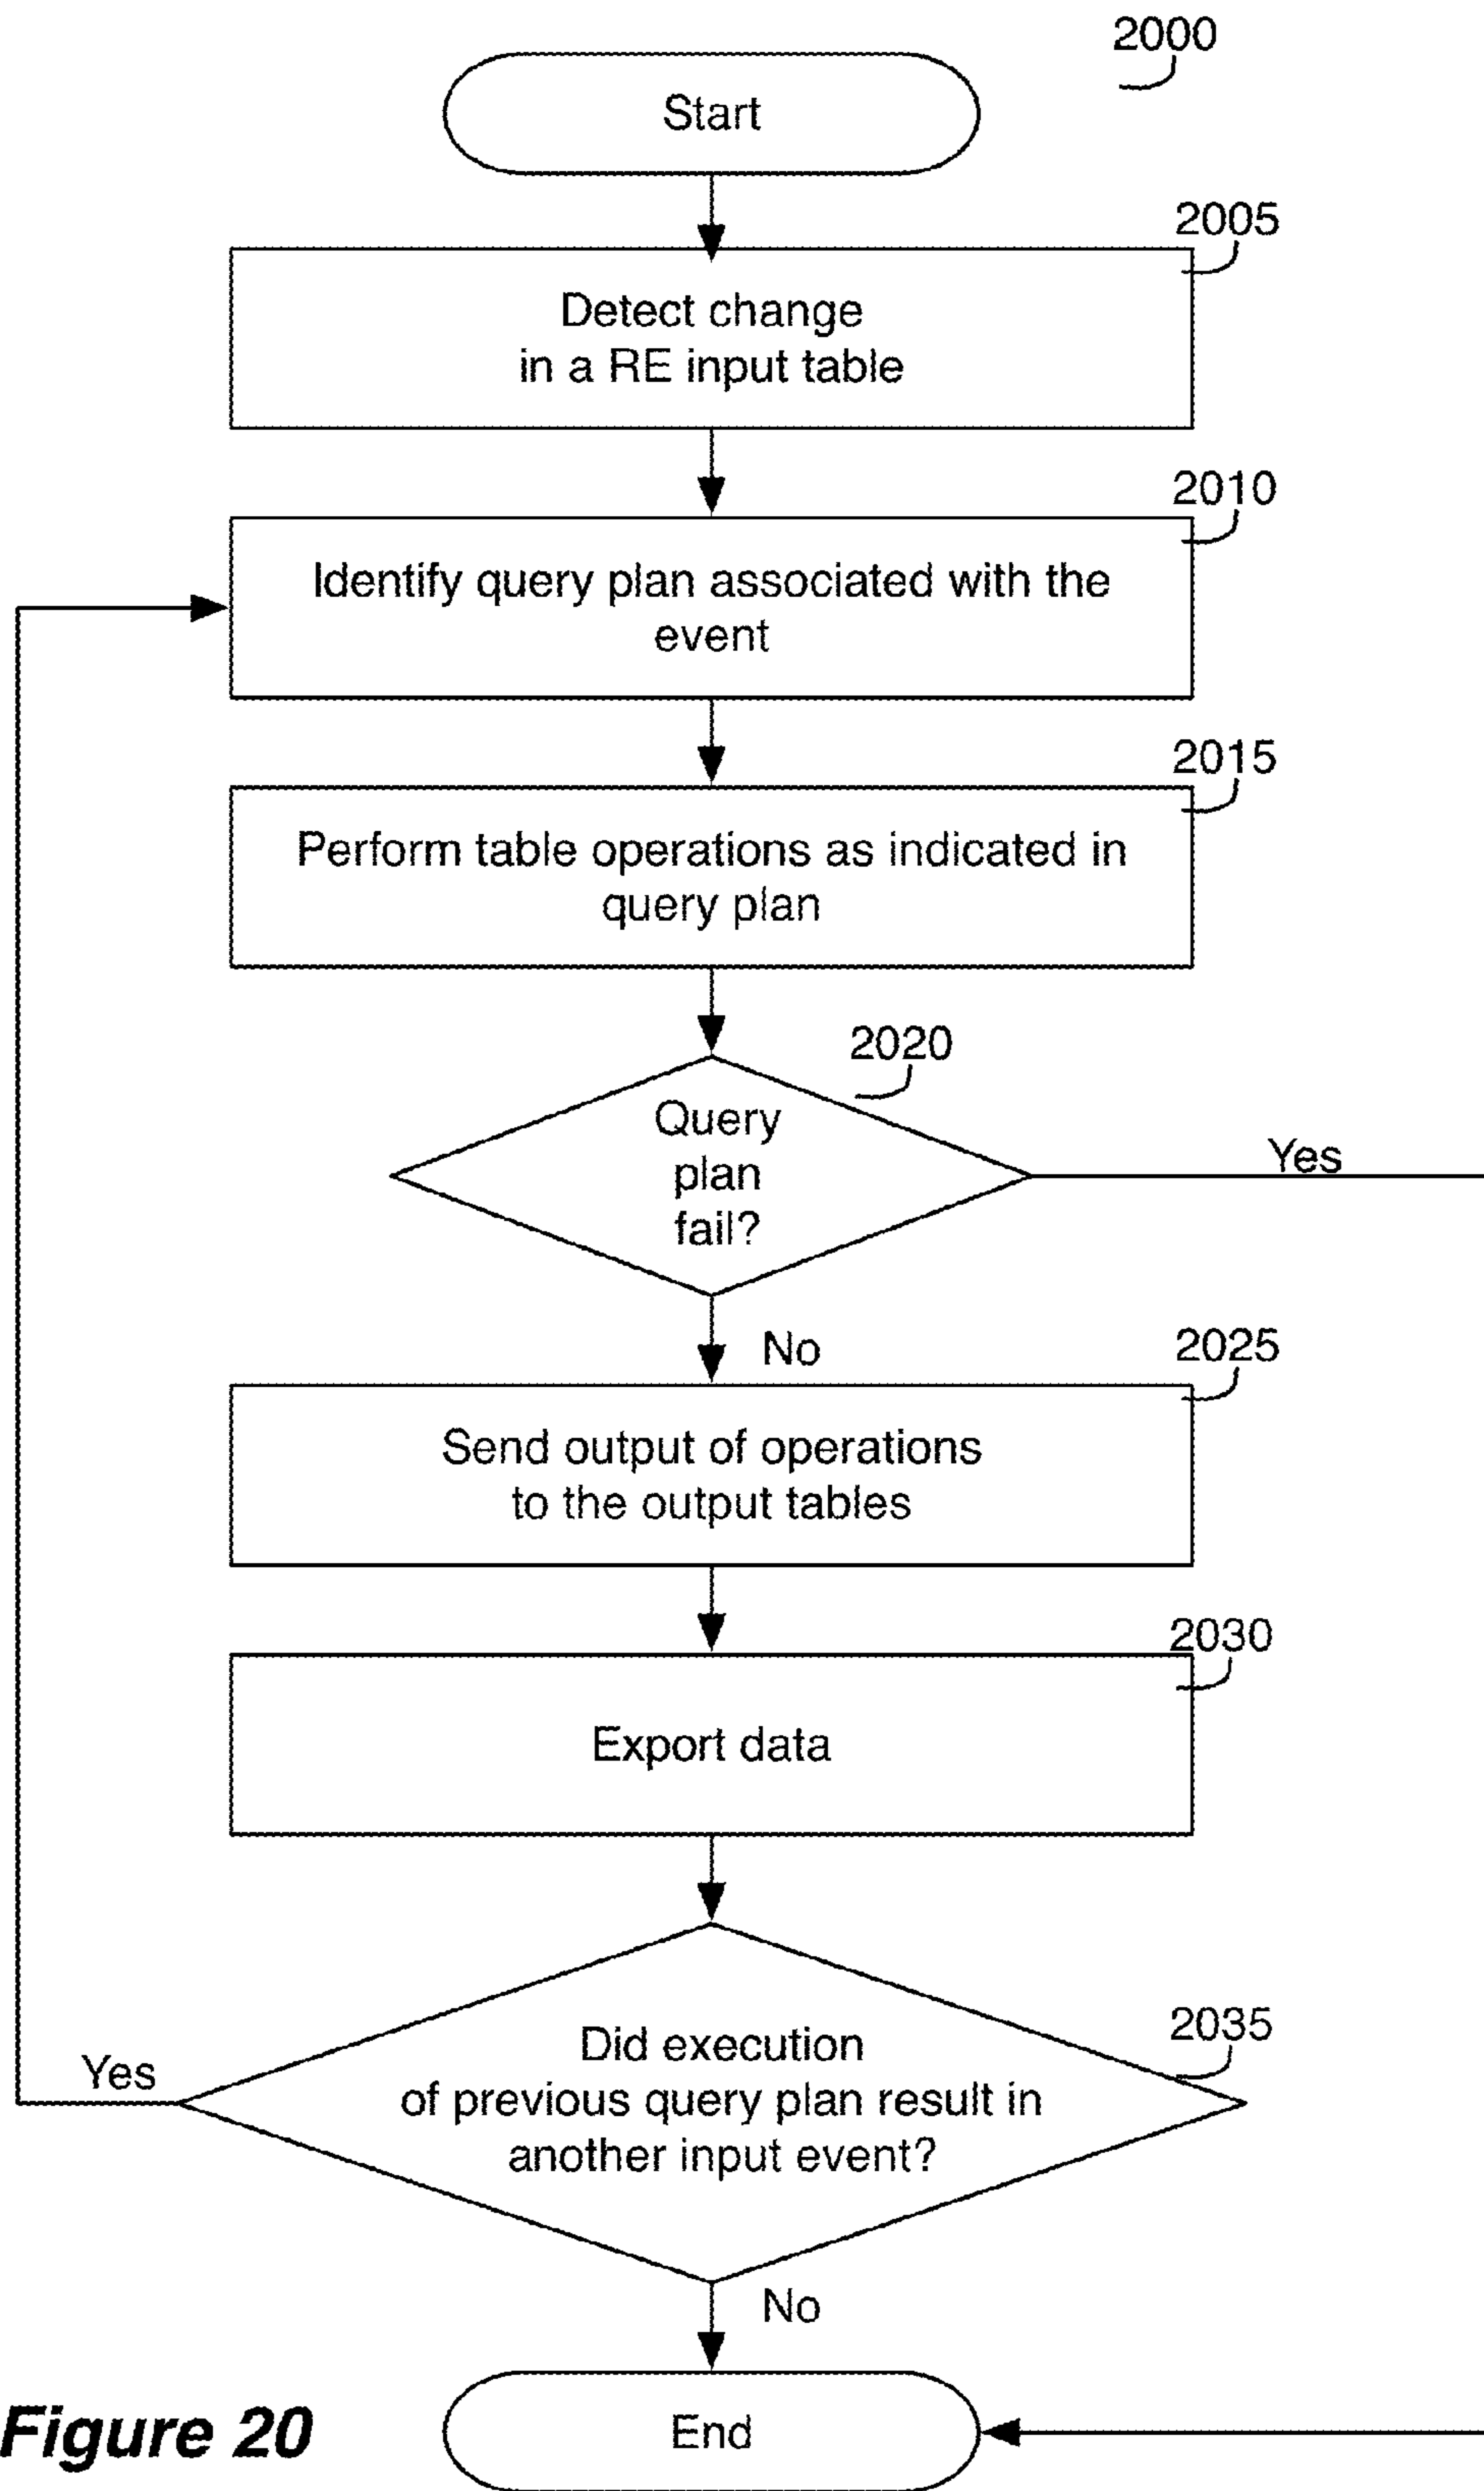 2000
Start
2005
Detect change
in a RE input table
2010
Identify query plan associated with the
event
2015
Perform table operations as indicated in
query plan
2020
Query
plan
fail?
Yes
No
2025
Send output of operations
to the output tables
2030
Export data
2035
Did execution
of previous query plan result in
another input event?
Yes
No
End
Figure 20